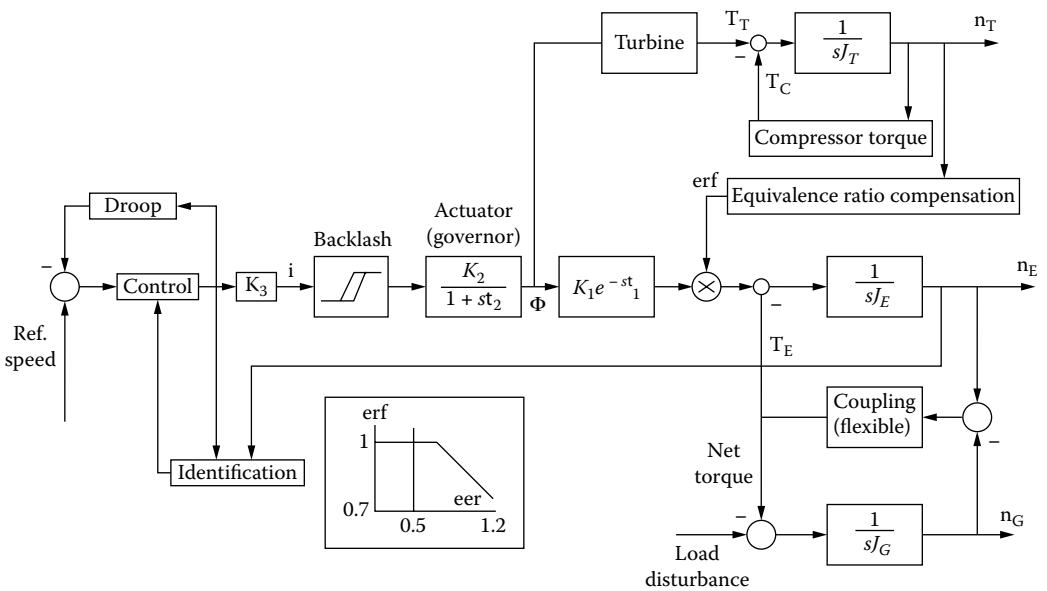 T_T
n_T
Turbine
1
sJ_T
–
T_C
Compressor torque
erf
Equivalence ratio compensation
Droop
Actuator
(governor)
Backlash
–
Control
K_3
i
K_2
1 + st_2
Φ
K_1e^{–st_1}
×
–
1
sJ_E
n_E
Ref.
speed
T_E
Coupling
(flexible)
–
Identification
erf
1
eer
0.7
0.5
1.2
Net
torque
–
Load
disturbance
1
sJ_G
n_G